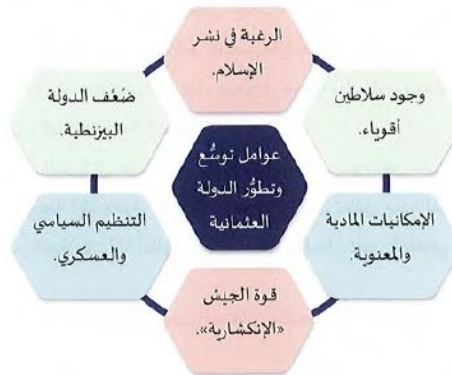 الرغبة في نشر
الإسلام.
وجود سلاطين
أقوياء.
ضَعْف الدولة
البيزنطية.
عوامل توسُّع
وتطوُّر الدولة
العثمانية
الإمكانيات المادية
والمعنوية.
التنظيم السياسي
والعسكري.
قوة الجيش
«الإنكشارية».